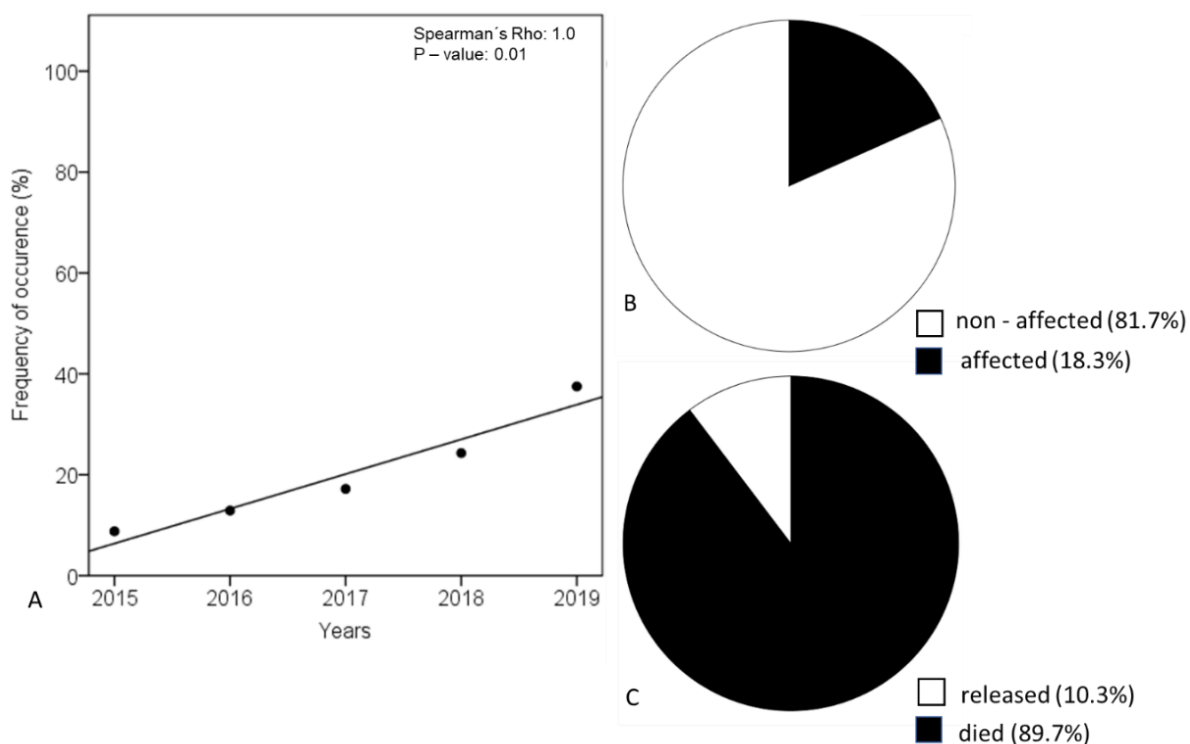 Spearman´s Rho: 1.0
P – value: 0.01
Frequency of occurence (%)
100
80
60
40
20
0
2015 2016 2017 2018 2019
Years
A
B
non - affected (81.7%)
affected (18.3%)
C
released (10.3%)
died (89.7%)